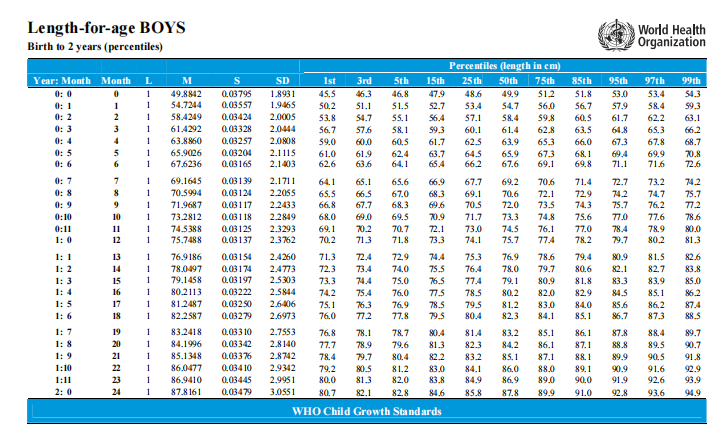 Length-for-age BOYS
World Health
Organization
Birth to 2 years (percentiles)
Percentiles (length in cm)
Year: Month Month L M S SD 1st 3rd 5th 15th 25th 50th 75th 85th 95th 97th 99th
0: 0 0 1 49.8842 0.03795 1.8931 45.5 46.3 46.8 47.9 48.6 49.9 51.2 51.8 53.0 53.4 54.3
0: 1 1 1 54.7244 0.03557 1.9465 50.2 51.1 51.5 52.7 53.4 54.7 56.0 56.7 57.9 58.4 59.3
0: 2 2 1 58.4249 0.03424 2.0005 53.8 54.7 55.1 56.4 57.1 58.4 59.8 60.5 61.7 62.2 63.1
0: 3 3 1 61.4292 0.03328 2.0444 56.7 57.6 58.1 59.3 60.1 61.4 62.8 63.5 64.8 65.3 66.2
0: 4 4 1 63.8860 0.03257 2.0808 59.0 60.0 60.5 61.7 62.5 63.9 65.3 66.0 67.3 67.8 68.7
0: 5 5 1 65.9026 0.03204 2.1115 61.0 61.9 62.4 63.7 64.5 65.9 67.3 68.1 69.4 69.9 70.8
0: 6 6 1 67.6236 0.03165 2.1403 62.6 63.6 64.1 65.4 66.2 67.6 69.1 69.8 71.1 71.6 72.6
0: 7 7 1 69.1645 0.03139 2.1711 64.1 65.1 65.6 66.9 67.7 69.2 70.6 71.4 72.7 73.2 74.2
0: 8 8 1 70.5994 0.03124 2.2055 65.5 66.5 67.0 68.3 69.1 70.6 72.1 72.9 74.2 74.7 75.7
0: 9 9 1 71.9687 0.03117 2.2433 66.8 67.7 68.3 69.6 70.5 72.0 73.5 74.3 75.7 76.2 77.2
0:10 10 1 73.2812 0.03118 2.2849 68.0 69.0 69.5 70.9 71.7 73.3 74.8 75.6 77.0 77.6 78.6
0:11 11 1 74.5388 0.03125 2.3293 69.1 70.2 70.7 72.1 73.0 74.5 76.1 77.0 78.4 78.9 80.0
1: 0 12 1 75.7488 0.03137 2.3762 70.2 71.3 71.8 73.3 74.1 75.7 77.4 78.2 79.7 80.2 81.3
1: 1 13 1 76.9186 0.03154 2.4260 71.3 72.4 72.9 74.4 75.3 76.9 78.6 79.4 80.9 81.5 82.6
1: 2 14 1 78.0497 0.03174 2.4773 72.3 73.4 74.0 75.5 76.4 78.0 79.7 80.6 82.1 82.7 83.8
1: 3 15 1 79.1458 0.03197 2.5303 73.3 74.4 75.0 76.5 77.4 79.1 80.9 81.8 83.3 83.9 85.0
1: 4 16 1 80.2113 0.03222 2.5844 74.2 75.4 76.0 77.5 78.5 80.2 82.0 82.9 84.5 85.1 86.2
1: 5 17 1 81.2487 0.03250 2.6406 75.1 76.3 76.9 78.5 79.5 81.2 83.0 84.0 85.6 86.2 87.4
1: 6 18 1 82.2587 0.03279 2.6973 76.0 77.2 77.8 79.5 80.4 82.3 84.1 85.1 86.7 87.3 88.5
1: 7 19 1 83.2418 0.03310 2.7553 76.8 78.1 78.7 80.4 81.4 83.2 85.1 86.1 87.8 88.4 89.7
1: 8 20 1 84.1996 0.03342 2.8140 77.7 78.9 79.6 81.3 82.3 84.2 86.1 87.1 88.8 89.5 90.7
1: 9 21 1 85.1348 0.03376 2.8742 78.4 79.7 80.4 82.2 83.2 85.1 87.1 88.1 89.9 90.5 91.8
1:10 22 1 86.0477 0.03410 2.9342 79.2 80.5 81.2 83.0 84.1 86.0 88.0 89.1 90.9 91.6 92.9
1:11 23 1 86.9410 0.03445 2.9951 80.0 81.3 82.0 83.8 84.9 86.9 89.0 90.0 91.9 92.6 93.9
2: 0 24 1 87.8161 0.03479 3.0551 80.7 82.1 82.8 84.6 85.8 87.8 89.9 91.0 92.8 93.6 94.9
WHO Child Growth Standards